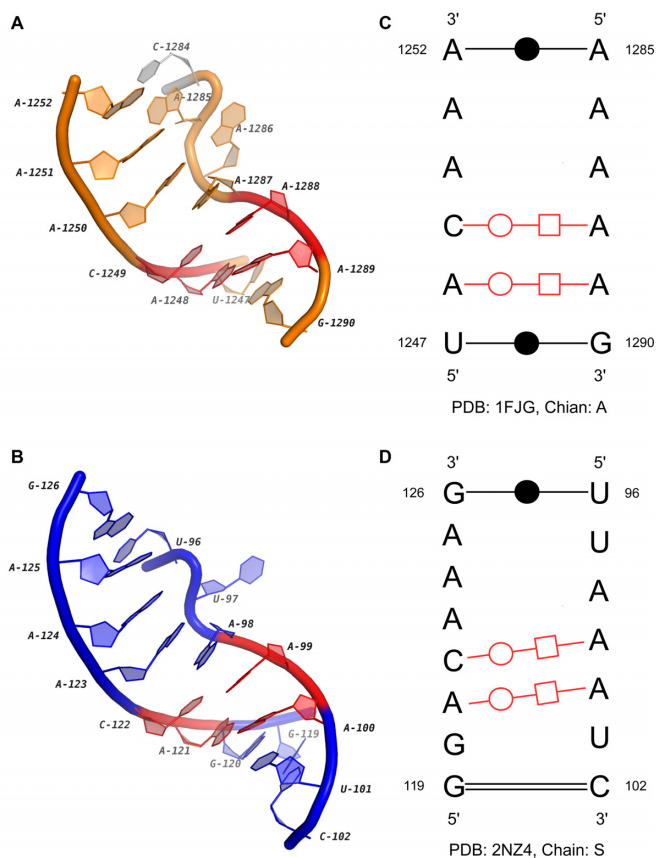 A
C-1284
A-1285
A-1252
A-1286
A-1251
A-1287
A-1288
A-1250
C-1249
A-1289
A-1248
U-1247
G-1290
C
3' 5'
1252 A A 1285
A A
A A
C A
A A
1247 U G 1290
5' 3'
PDB: 1FJG, Chian: A
B
G-126
U-96
A-125
U-97
A-98
A-124
A-99
A-123
C-122
A-100
A-121
G-119
G-120
U-101
C-102
D
3' 5'
126 G U 96
A U
A A
A A
C A
A U
G
119 G C 102
5' 3'
PDB: 2NZ4, Chain: S